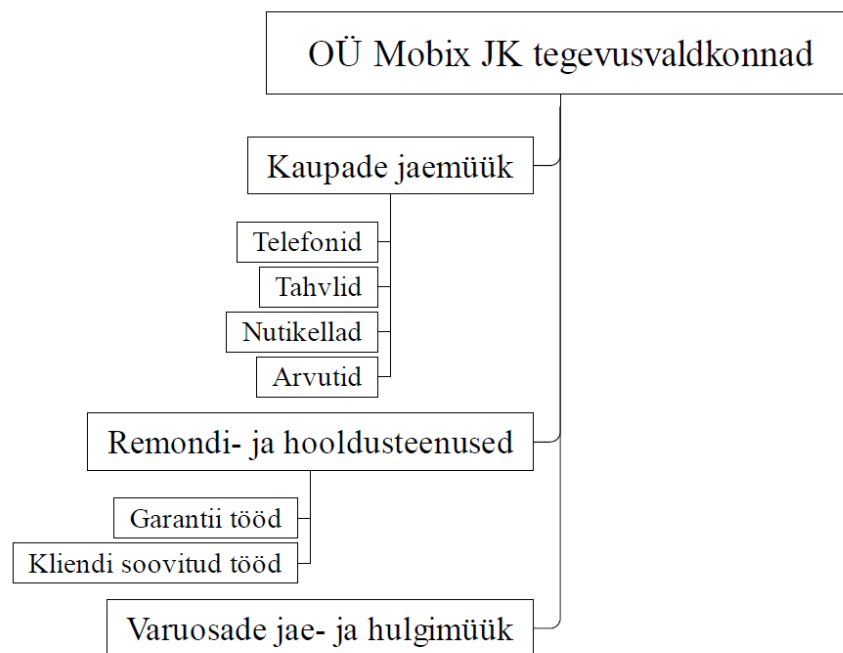 OÜ Mobix JK tegevusvaldkonnad
Kaupade jaemüük
Telefonid
Tahvlid
Nutikellad
Arvutid
Remondi- ja hooldusteenused
Garantii tööd
Kliendi soovitud tööd
Varuosade jae- ja hulgimüük